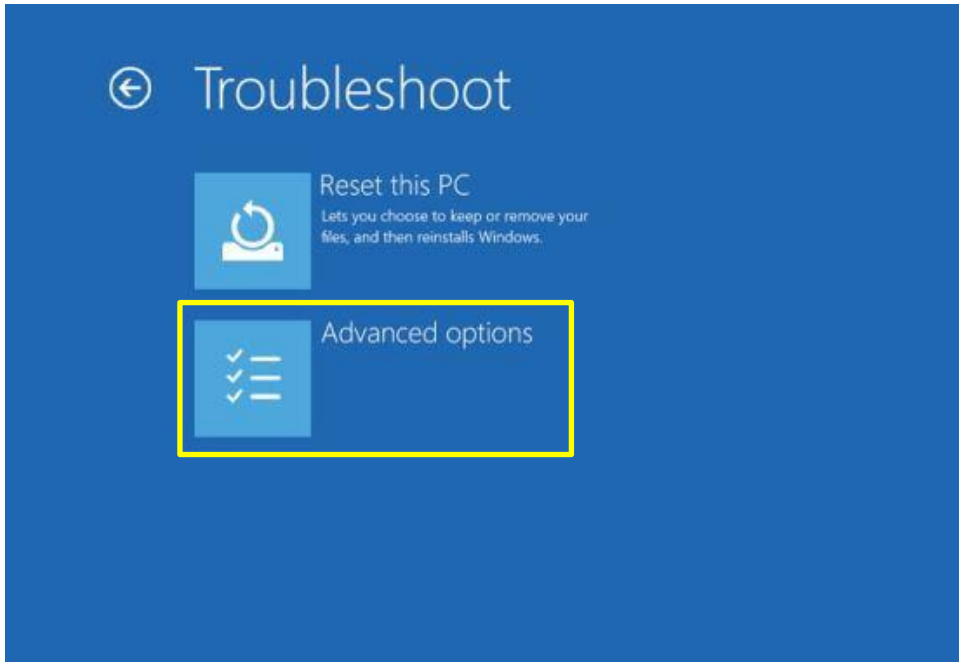 Troubleshoot
Reset this PC
Lets you choose to keep or remove your
files, and then reinstalls Windows.
Advanced options